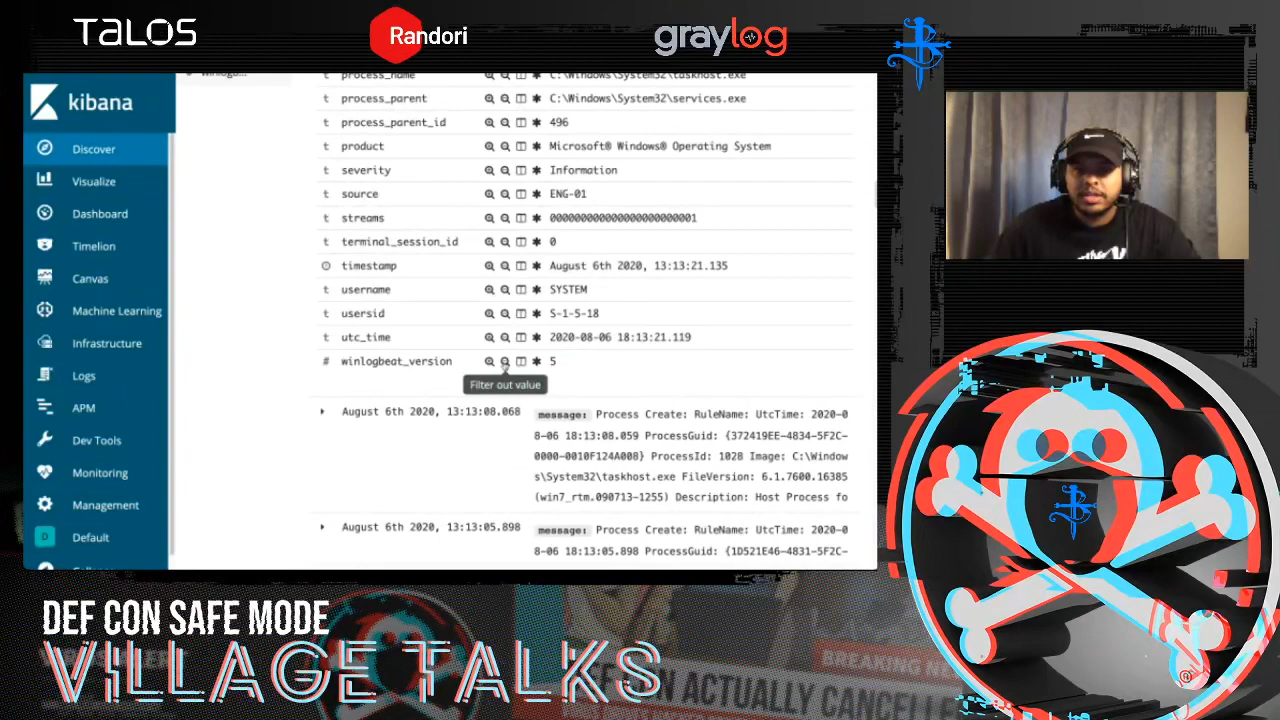 TALOS
Randori
graylog
kibana
Discover
Visualize
Dashboard
Timelion
Canvas
Machine Learning
Infrastructure
Logs
APM
Dev Tools
Monitoring
Management
D Default
t process_name C:\Windows\System32\taskhost.exe
t process_parent C:\Windows\System32\services.exe
t process_parent_id 496
t product Microsoft® Windows® Operating System
t severity Information
t source ENG-01
t streams 000000000000000000000001
t terminal_session_id 0
timestamp August 6th 2020, 13:13:21.135
t username SYSTEM
t usersid S-1-5-18
t utc_time 2020-08-06 18:13:21.119
# winlogbeat_version 5
Filter out value
August 6th 2020, 13:13:08.068 message: Process Create: RuleName: UtcTime: 2020-0
8-06 18:13:08.059 ProcessGuid: {372419EE-4834-5F2C-
0000-0010F124A008} ProcessId: 1028 Image: C:\Window
s\System32\taskhost.exe FileVersion: 6.1.7600.16385
(win7_rtm.090713-1255) Description: Host Process fo
August 6th 2020, 13:13:05.898 message: Process Create: RuleName: UtcTime: 2020-0
8-06 18:13:05.898 ProcessGuid: {1D521E46-4831-5F2C-
DEF CON SAFE MODE
VILLAGE TALKS
BREAKING NE
DEF CON ACTUALLY CANCELLE